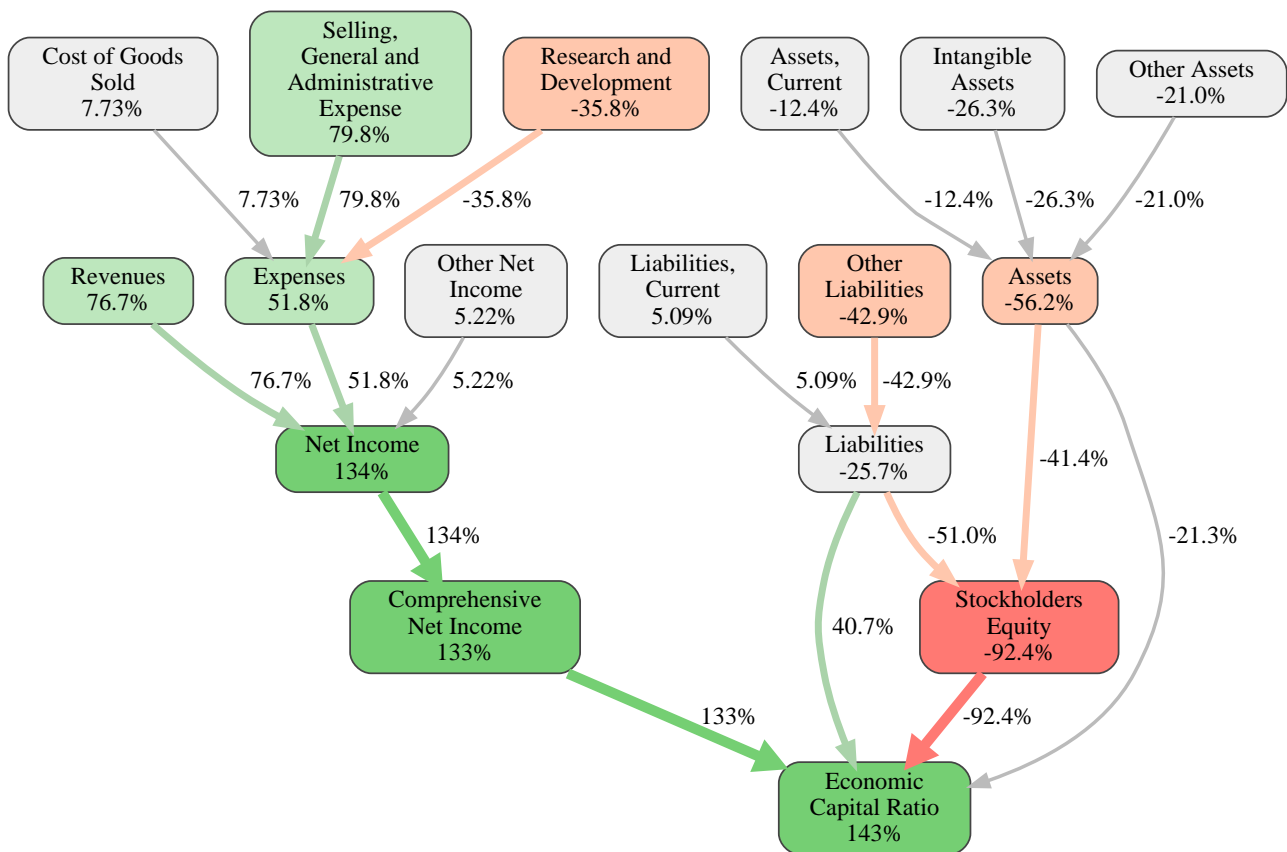 Cost of Goods
Sold
7.73%
Selling,
General and
Administrative
Expense
79.8%
Research and
Development
-35.8%
Assets,
Current
-12.4%
Intangible
Assets
-26.3%
Other Assets
-21.0%
7.73%
79.8%
-35.8%
-12.4%
-26.3%
-21.0%
Revenues
76.7%
Expenses
51.8%
Other Net
Income
5.22%
Liabilities,
Current
5.09%
Other
Liabilities
-42.9%
Assets
-56.2%
76.7%
51.8%
5.22%
5.09%
-42.9%
Net Income
134%
Liabilities
-25.7%
-41.4%
134%
-51.0%
-21.3%
Comprehensive
Net Income
133%
40.7%
Stockholders
Equity
-92.4%
133%
-92.4%
Economic
Capital Ratio
143%